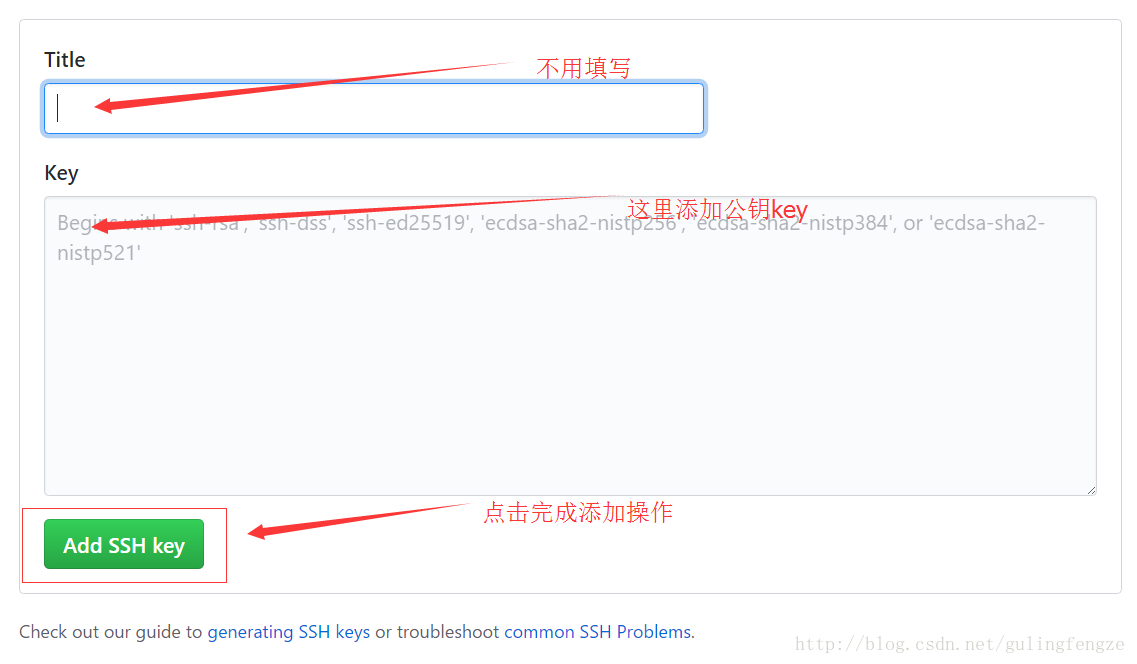 Title
不用填写
Key
这里添加公钥key
Begins with 'ssh-rsa', 'ssh-dss', 'ssh-ed25519', 'ecdsa-sha2-nistp256', 'ecdsa-sha2-nistp384', or 'ecdsa-sha2-
nistp521'
点击完成添加操作
Add SSH key
Check out our guide to generating SSH keys or troubleshoot common SSH Problems.
http://blog.csdn.net/gulingfengze